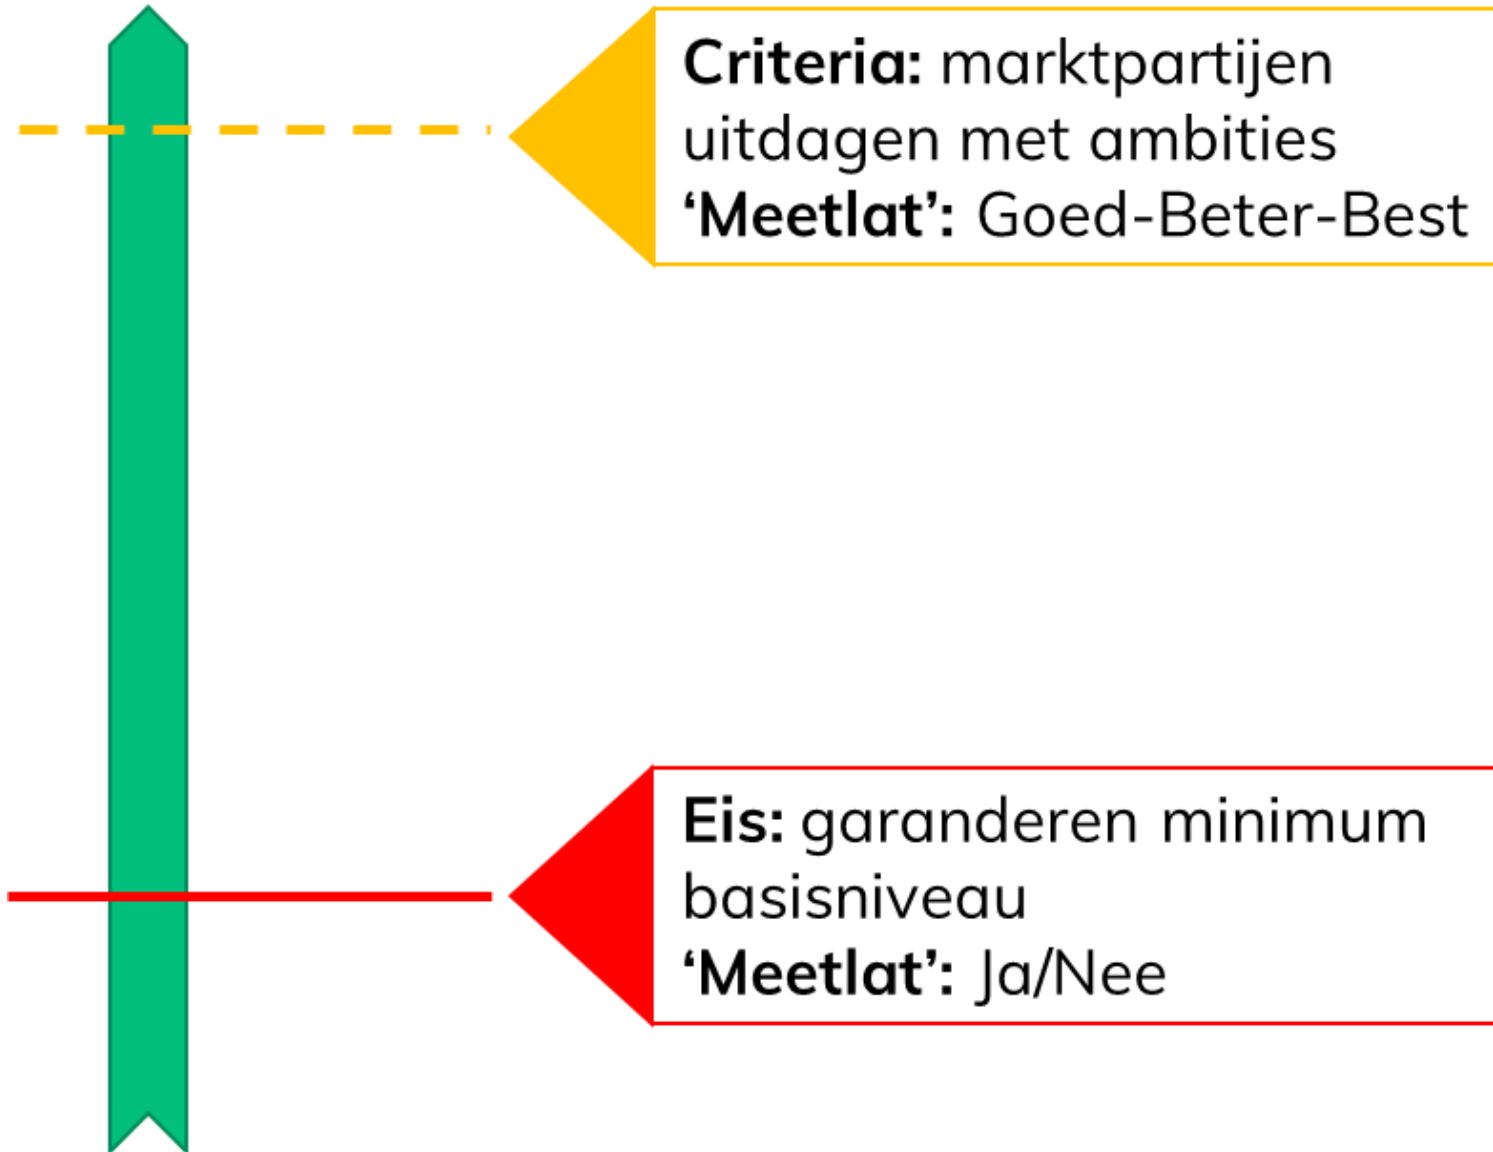 Criteria: marktpartijen
uitdagen met ambities
‘Meetlat’: Goed-Beter-Best
Eis: garanderen minimum
basisniveau
‘Meetlat’: Ja/Nee